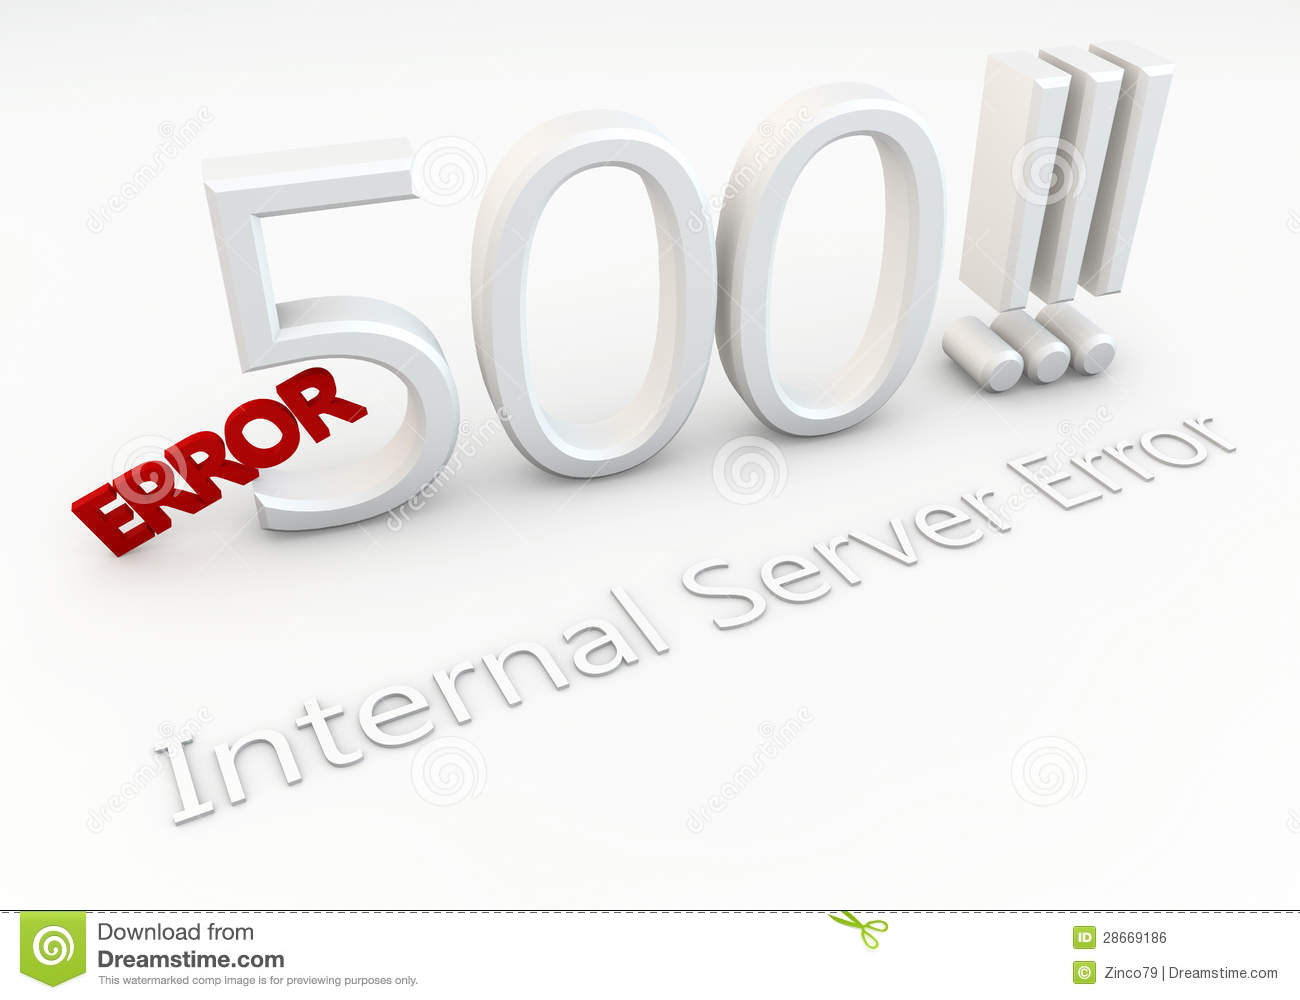 500!!!
ERROR
Internal Server Error
dreamstime
Download from
Dreamstime.com
This watermarked comp image is for previewing purposes only.
ID 28669186
© Zinco79 | Dreamstime.com